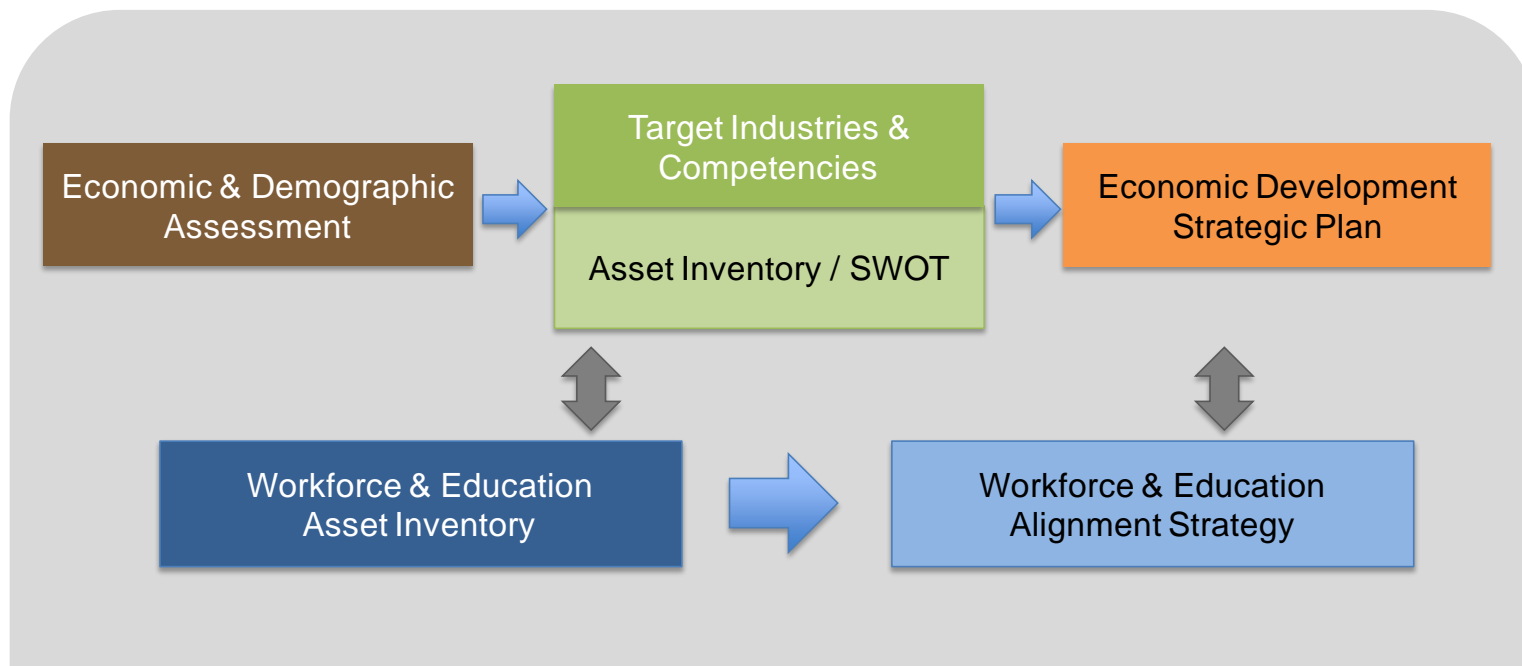 Economic & Demographic
Assessment
Target Industries &
Competencies
Asset Inventory / SWOT
Economic Development
Strategic Plan
Workforce & Education
Asset Inventory
Workforce & Education
Alignment Strategy